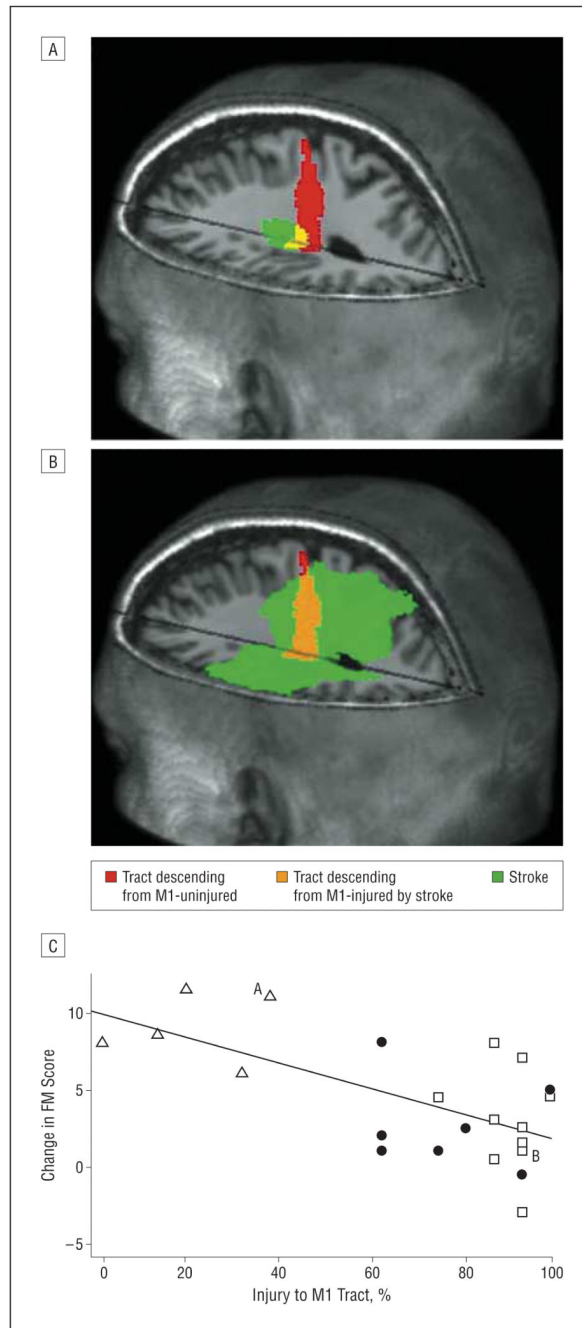 A
B
Tract descending
from M1-uninjured
Tract descending
from M1-injured by stroke
Stroke
C
Change in FM Score
10
5
0
−5
A
B
0 20 40 60 80 100
Injury to M1 Tract, %